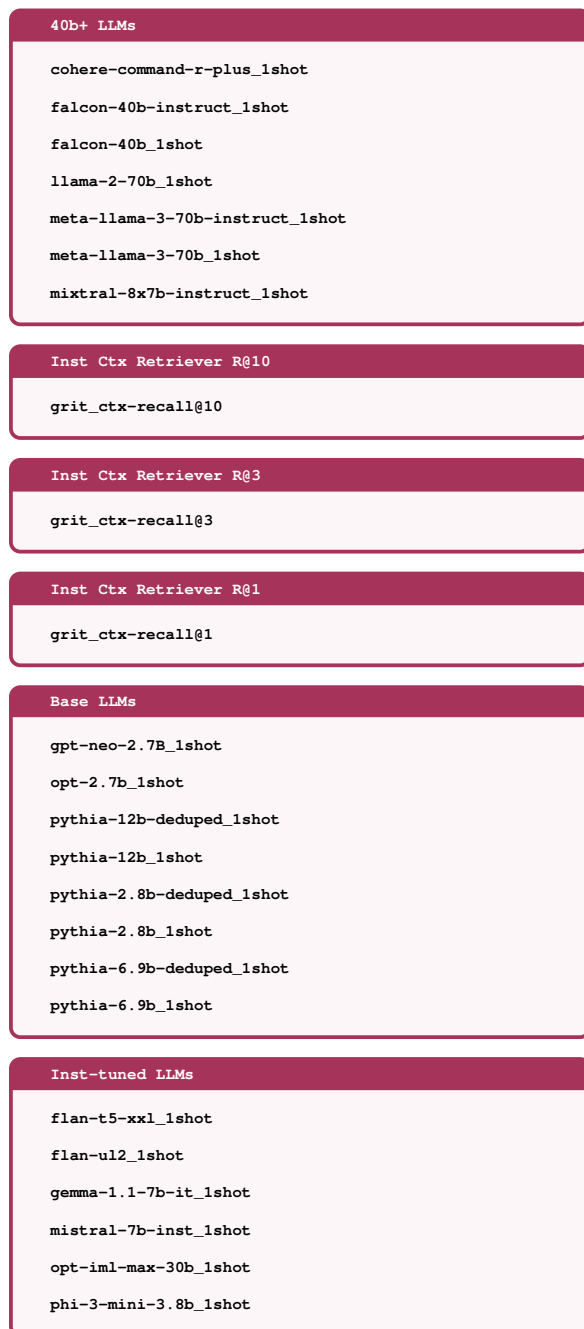 40b+ LLMs
cohere-command-r-plus_1shot
falcon-40b-instruct_1shot
falcon-40b_1shot
llama-2-70b_1shot
meta-llama-3-70b-instruct_1shot
meta-llama-3-70b_1shot
mixtral-8x7b-instruct_1shot
Inst Ctx Retriever R@10
grit_ctx-recall@10
Inst Ctx Retriever R@3
grit_ctx-recall@3
Inst Ctx Retriever R@1
grit_ctx-recall@1
Base LLMs
gpt-neo-2.7B_1shot
opt-2.7b_1shot
pythia-12b-deduped_1shot
pythia-12b_1shot
pythia-2.8b-deduped_1shot
pythia-2.8b_1shot
pythia-6.9b-deduped_1shot
pythia-6.9b_1shot
Inst-tuned LLMs
flan-t5-xxl_1shot
flan-ul2_1shot
gemma-1.1-7b-it_1shot
mistral-7b-inst_1shot
opt-iml-max-30b_1shot
phi-3-mini-3.8b_1shot